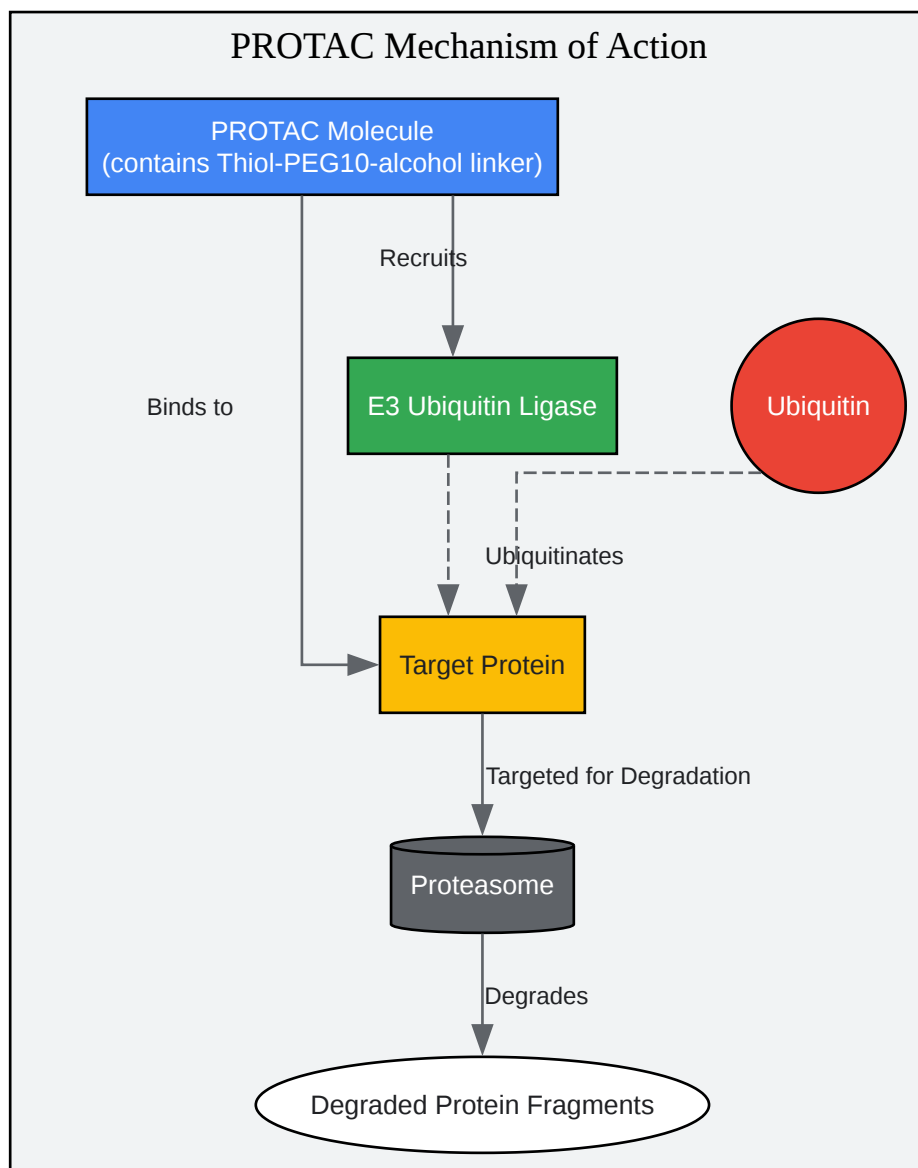 PROTAC Mechanism of Action
PROTAC Molecule
(contains Thiol-PEG10-alcohol linker)
Recruits
E3 Ubiquitin Ligase
Ubiquitin
Binds to
Ubiquitinates
Target Protein
Targeted for Degradation
Proteasome
Degrades
Degraded Protein Fragments